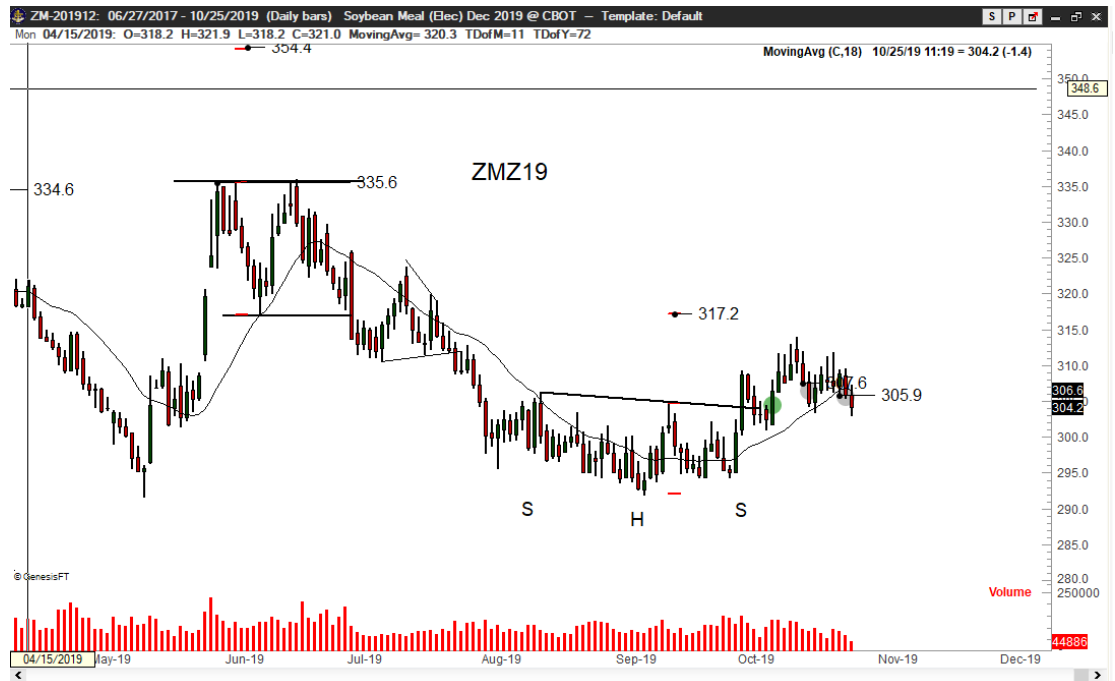 ZM-201912: 06/27/2017 - 10/25/2019 (Daily bars) Soybean Meal (Elec) Dec 2019 @ CBOT — Template: Default
S P
Mon 04/15/2019: O=318.2 H=321.9 L=318.2 C=321.0 MovingAvg= 320.3 TDofM=11 TDofY=72
354.4
MovingAvg (C,18) 10/25/19 11:19 = 304.2 (-1.4)
350.0
348.6
345.0
340.0
ZMZ19
335.6
335.0
334.6
330.0
325.0
320.0
317.2
315.0
310.0
306.6
305.9
304.2
300.0
295.0
290.0
S
H
S
285.0
280.0
© GenesisFT
Volume
250000
44886
04/15/2019
May-19
Jun-19
Jul-19
Aug-19
Sep-19
Oct-19
Nov-19
Dec-19